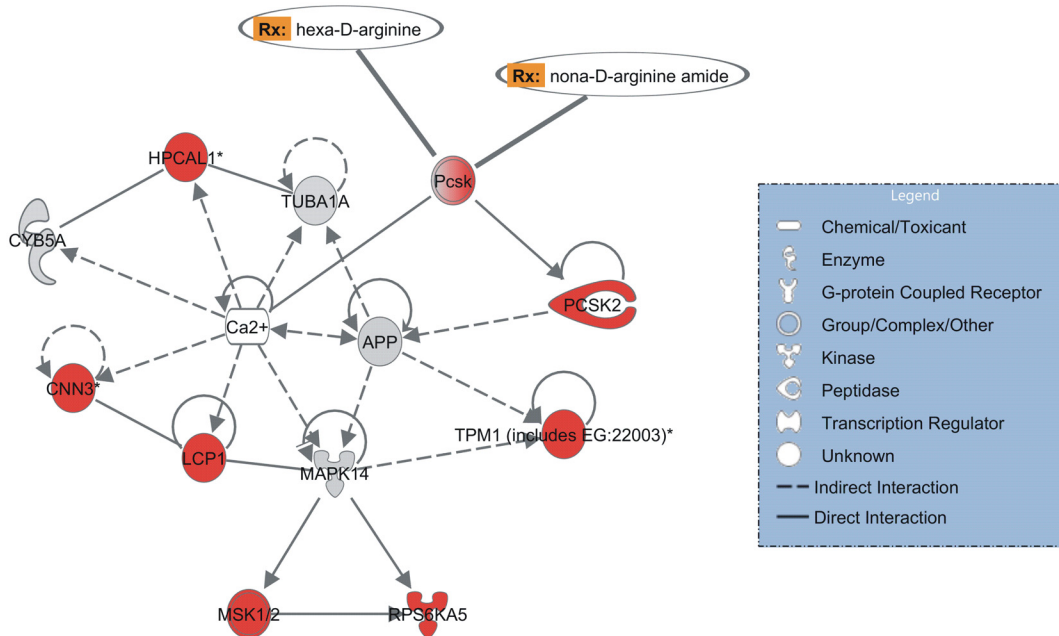 Rx: hexa-D-arginine
Rx: nona-D-arginine amide
HPCAL1*
Pcsk
TUBA1A
CYB5A
PCSK2
Ca2+
APP
CNN3*
TPM1 (includes EG:22003)*
LCP1
MAPK14
MSK1/2
RPS6KA5
Legend
Chemical/Toxicant
Enzyme
G-protein Coupled Receptor
Group/Complex/Other
Kinase
Peptidase
Transcription Regulator
Unknown
Indirect Interaction
Direct Interaction